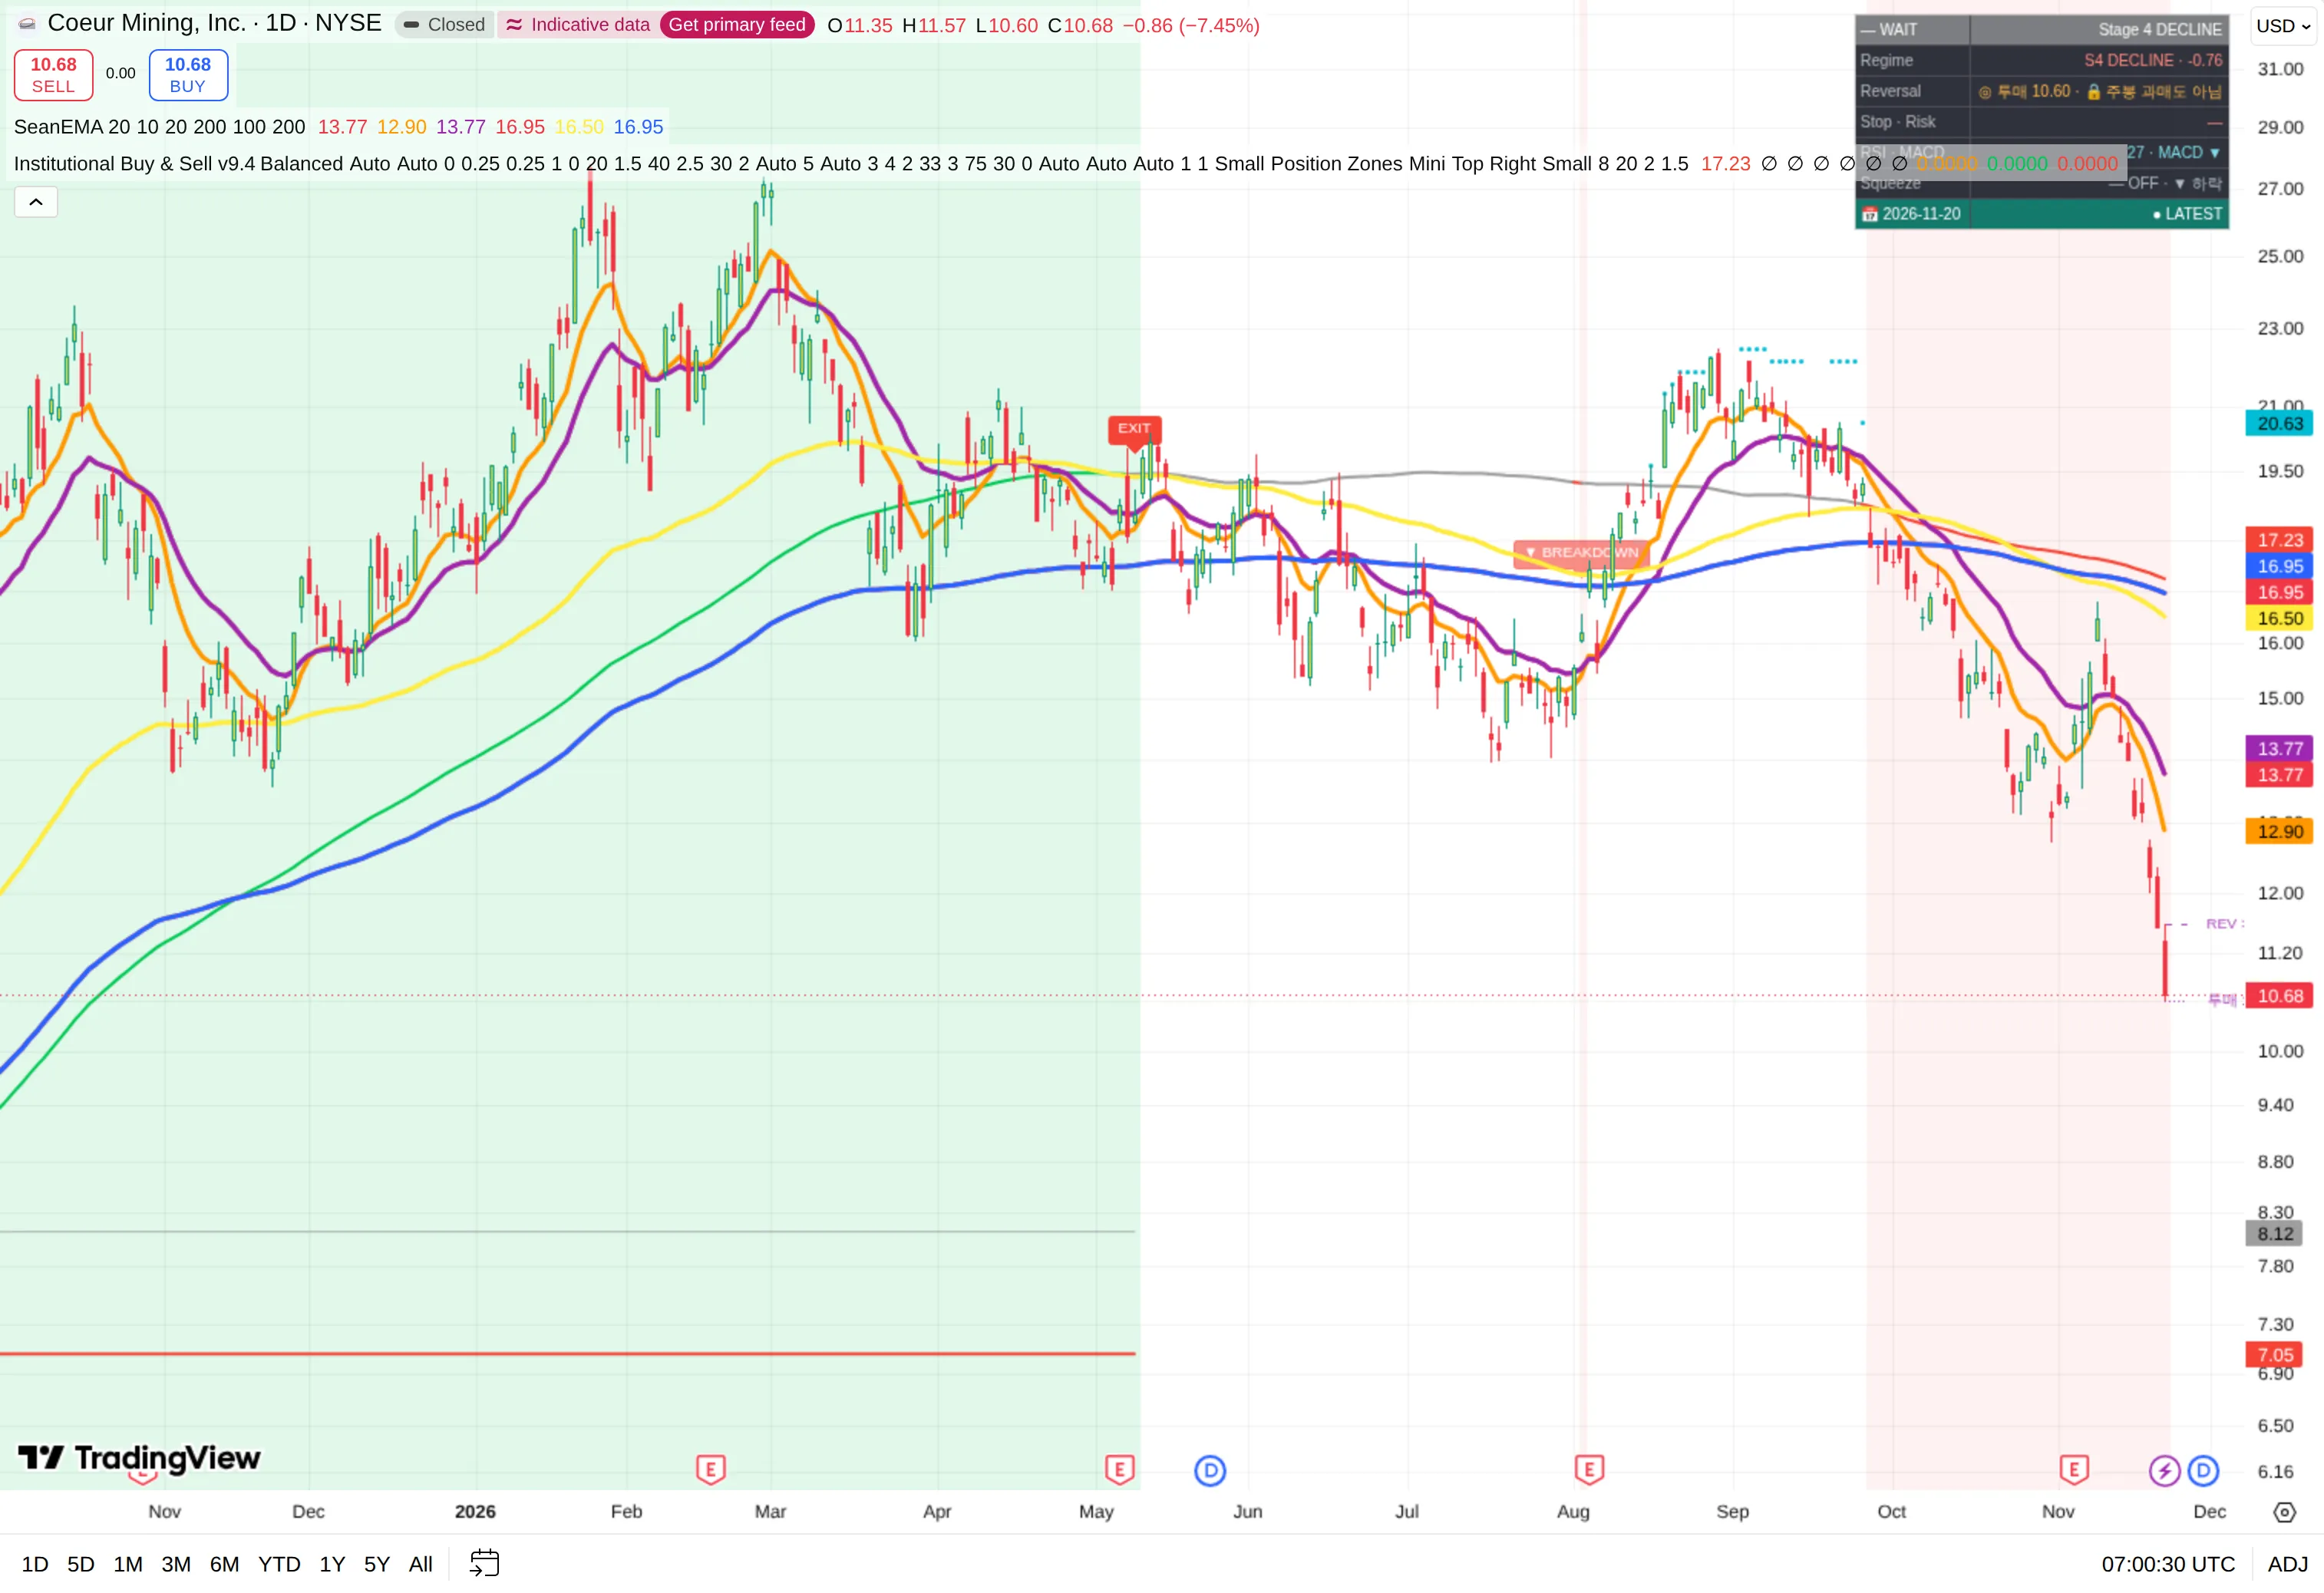 Coeur Mining, Inc. · 1D · NYSE Closed Indicative data Get primary feed O11.35 H11.57 L10.60 C10.68 −0.86 (−7.45%)
10.68 SELL 0.00 10.68 BUY
SeanEMA 20 10 20 200 100 200 13.77 12.90 13.77 16.95 16.50 16.95
Institutional Buy & Sell v9.4 Balanced Auto Auto 0 0.25 0.25 1 0 20 1.5 40 2.5 30 2 Auto 5 Auto 3 4 2 33 3 75 30 0 Auto Auto Auto 1 1 Small Position Zones Mini Top Right Small 8 20 2 1.5 17.23 ∅ ∅ ∅ ∅ ∅ ∅ 0.0000 0.0000 0.0000
— WAIT Stage 4 DECLINE
Regime S4 DECLINE · -0.76
Reversal ◎ 투매 10.60 · 🔒 주봉 과매도 아님
Stop · Risk —
RSI · MACD 27 · MACD ▼
Squeeze — OFF · ▼ 하락
📅 2026-11-20 ● LATEST
USD
31.00
29.00
27.00
25.00
23.00
21.00
20.63
19.50
17.23
16.95
16.95
16.50
16.00
15.00
13.77
13.77
12.90
12.00
11.20
10.68
10.00
9.40
8.80
8.30
8.12
7.80
7.30
7.05
6.90
6.50
6.16
EXIT
▼ BREAKDOWN
REV :
투매 :
TradingView
E E E E E D D
Nov Dec 2026 Feb Mar Apr May Jun Jul Aug Sep Oct Nov Dec
1D 5D 1M 3M 6M YTD 1Y 5Y All 07:00:30 UTC ADJ